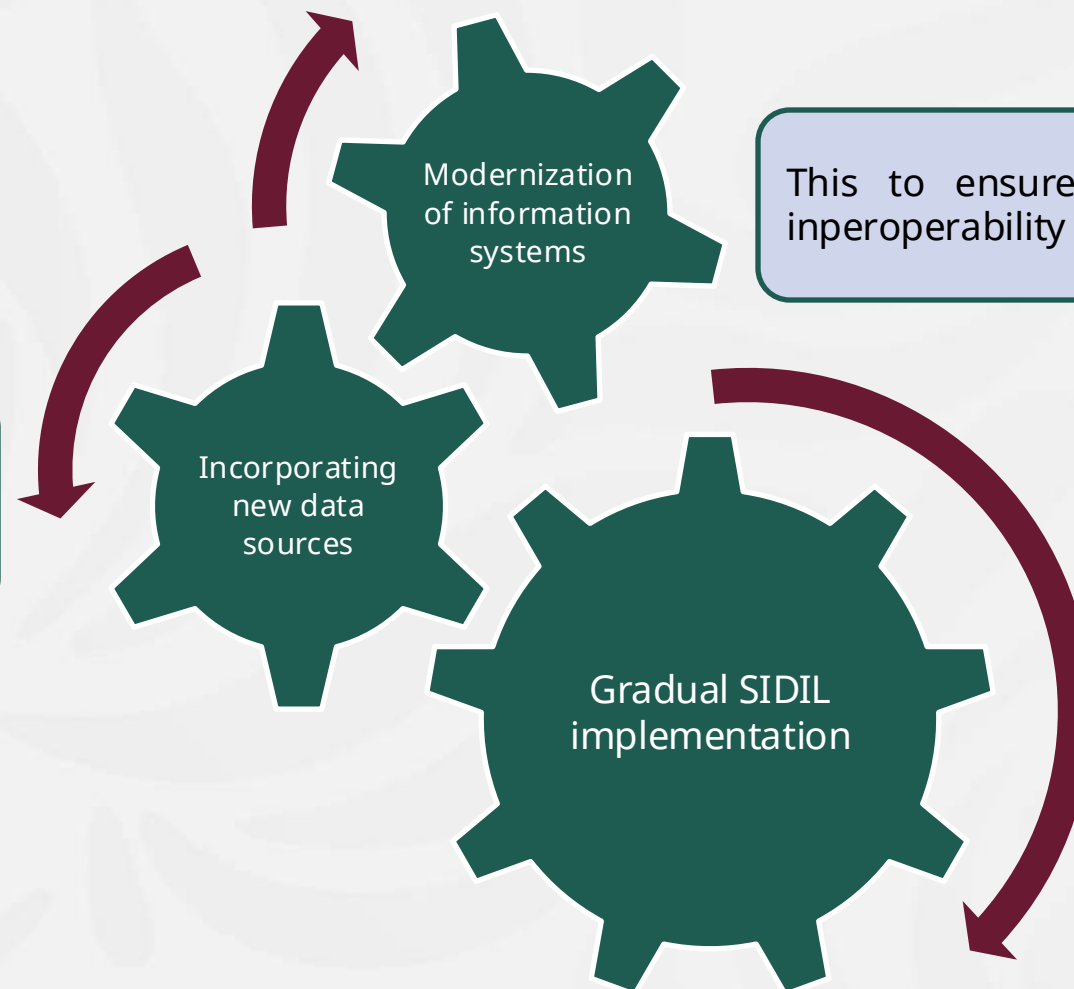 Modernization
of information
systems
This to ensure
inperoperability
Incorporating
new data
sources
Gradual SIDIL
implementation